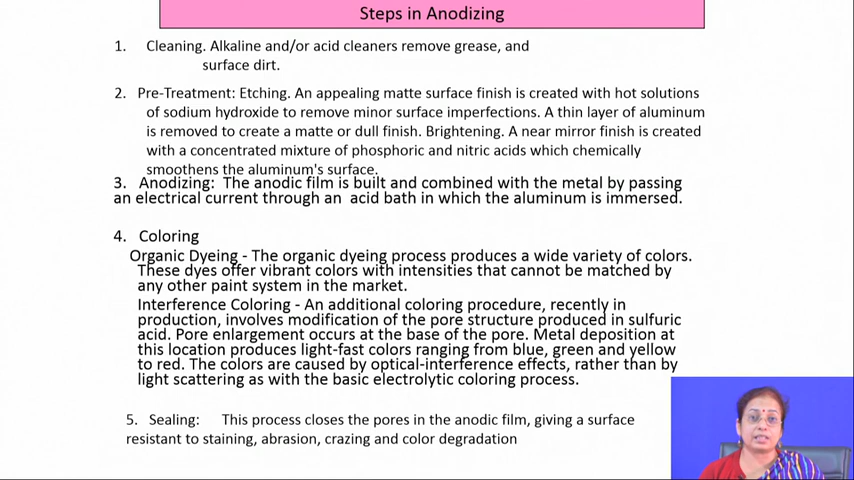 Steps in Anodizing
1. Cleaning. Alkaline and/or acid cleaners remove grease, and
surface dirt.
2. Pre-Treatment: Etching. An appealing matte surface finish is created with hot solutions
of sodium hydroxide to remove minor surface imperfections. A thin layer of aluminum
is removed to create a matte or dull finish. Brightening. A near mirror finish is created
with a concentrated mixture of phosphoric and nitric acids which chemically
smoothens the aluminum's surface.
3. Anodizing: The anodic film is built and combined with the metal by passing
an electrical current through an acid bath in which the aluminum is immersed.
4. Coloring
Organic Dyeing - The organic dyeing process produces a wide variety of colors.
These dyes offer vibrant colors with intensities that cannot be matched by
any other paint system in the market.
Interference Coloring - An additional coloring procedure, recently in
production, involves modification of the pore structure produced in sulfuric
acid. Pore enlargement occurs at the base of the pore. Metal deposition at
this location produces light-fast colors ranging from blue, green and yellow
to red. The colors are caused by optical-interference effects, rather than by
light scattering as with the basic electrolytic coloring process.
5. Sealing: This process closes the pores in the anodic film, giving a surface
resistant to staining, abrasion, crazing and color degradation